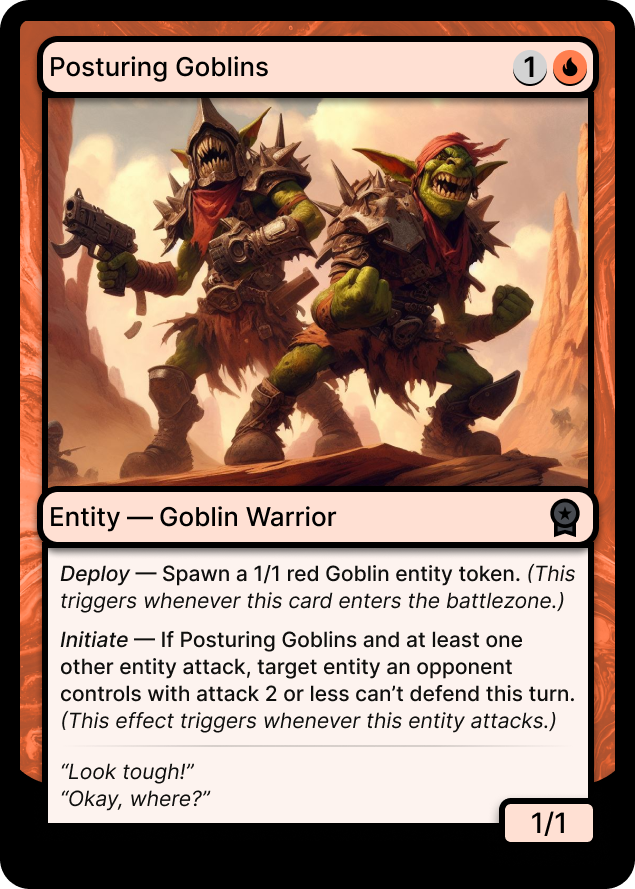 Posturing Goblins 1
Entity — Goblin Warrior
Deploy — Spawn a 1/1 red Goblin entity token. (This
triggers whenever this card enters the battlezone.)
Initiate — If Posturing Goblins and at least one
other entity attack, target entity an opponent
controls with attack 2 or less can’t defend this turn.
(This effect triggers whenever this entity attacks.)
“Look tough!”
“Okay, where?”
1/1